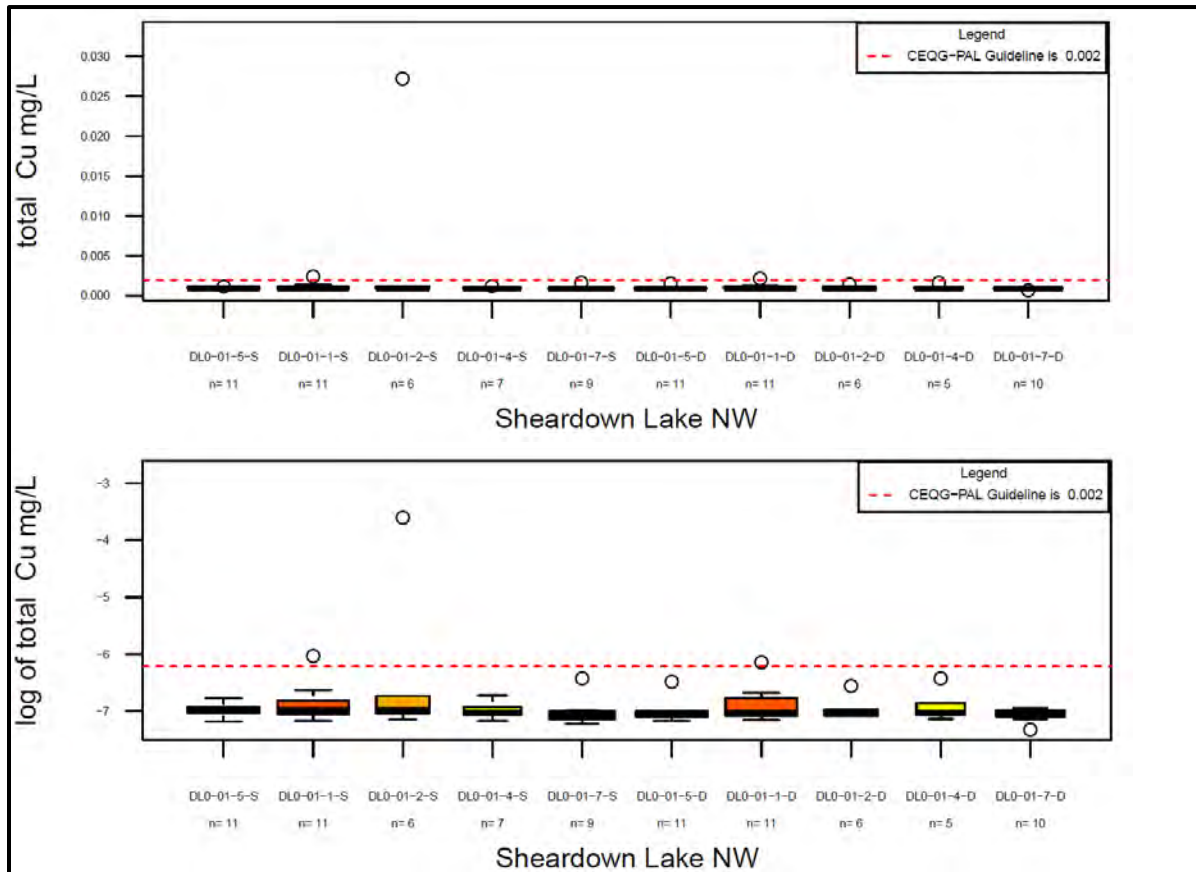 Legend
CEQG-PAL Guideline is 0.002
total Cu mg/L
0.030
0.025
0.020
0.015
0.010
0.005
0.000
DL0-01-5-S DL0-01-1-S DL0-01-2-S DL0-01-4-S DL0-01-7-S DL0-01-5-D DL0-01-1-D DL0-01-2-D DL0-01-4-D DL0-01-7-D
n= 11 n= 11 n= 6 n= 7 n= 9 n= 11 n= 11 n= 6 n= 5 n= 10
Sheardown Lake NW
Legend
CEQG-PAL Guideline is 0.002
log of total Cu mg/L
-3
-4
-5
-6
-7
DL0-01-5-S DL0-01-1-S DL0-01-2-S DL0-01-4-S DL0-01-7-S DL0-01-5-D DL0-01-1-D DL0-01-2-D DL0-01-4-D DL0-01-7-D
n= 11 n= 11 n= 6 n= 7 n= 9 n= 11 n= 11 n= 6 n= 5 n= 10
Sheardown Lake NW